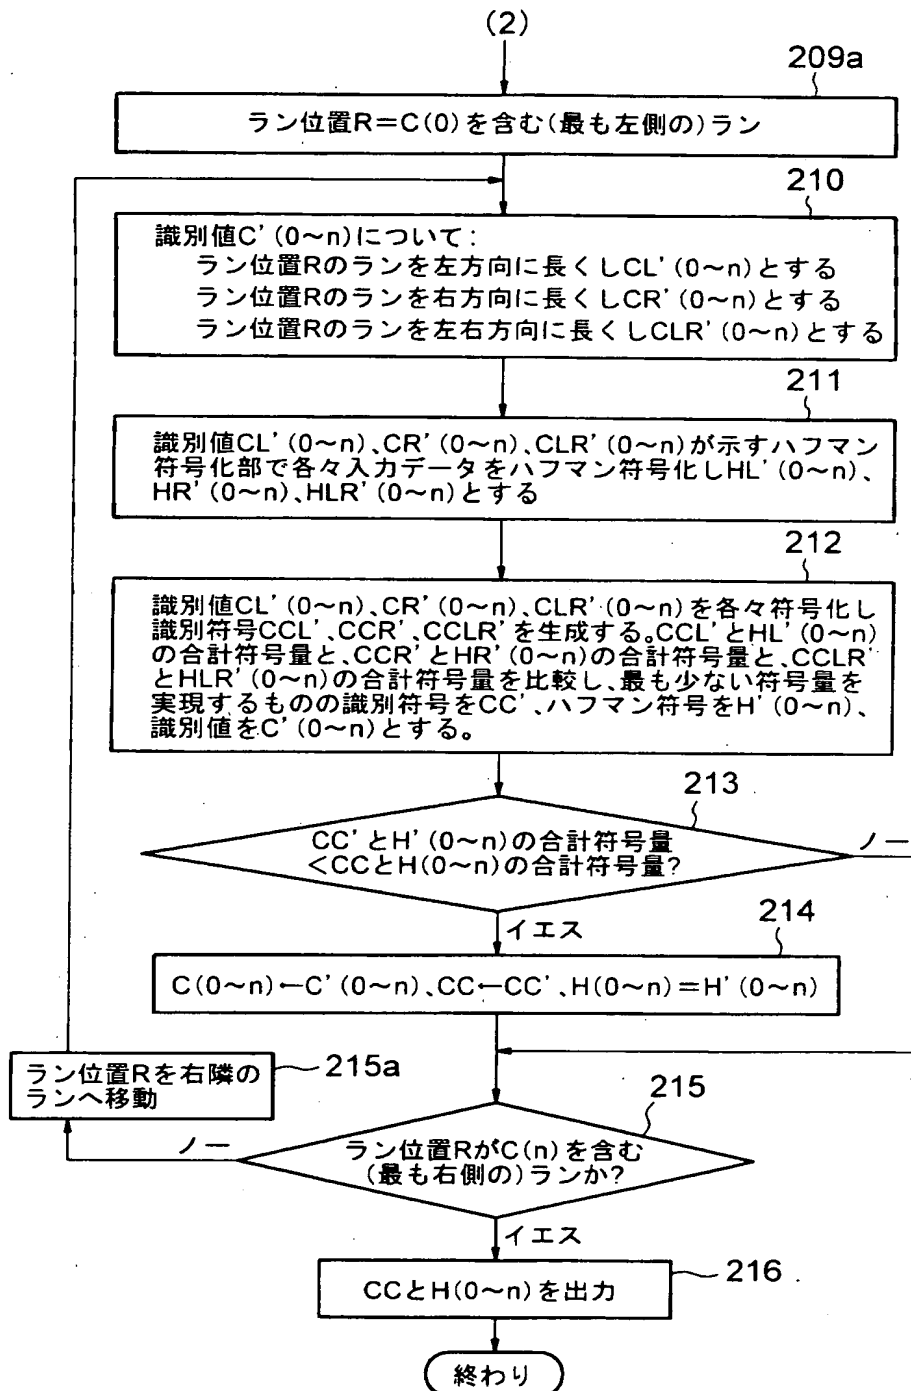 (2)
209a
ラン位置R=C(0)を含む(最も左側の)ラン
210
識別値C'(0~n)について:
ラン位置Rのランを左方向に長くしCL'(0~n)とする
ラン位置Rのランを右方向に長くしCR'(0~n)とする
ラン位置Rのランを左右方向に長くしCLR'(0~n)とする
211
識別値CL'(0~n)、CR'(0~n)、CLR'(0~n)が示すハフマン
符号化部で各々入力データをハフマン符号化しHL'(0~n)、
HR'(0~n)、HLR'(0~n)とする
212
識別値CL'(0~n)、CR'(0~n)、CLR'(0~n)を各々符号化し
識別符号CCL'、CCR'、CCLR'を生成する。CCL'とHL'(0~n)
の合計符号量と、CCR'とHR'(0~n)の合計符号量と、CCLR'
とHLR'(0~n)の合計符号量を比較し、最も少ない符号量を
実現するものの識別符号をCC'、ハフマン符号をH'(0~n)、
識別値をC'(0~n)とする。
213
CC'とH'(0~n)の合計符号量
<CCとH(0~n)の合計符号量?
ノー
イエス
214
C(0~n)←C'(0~n)、CC←CC'、H(0~n)=H'(0~n)
ラン位置Rを右隣の
ランへ移動
215a
215
ラン位置RがC(n)を含む
(最も右側の)ランか?
ノー
イエス
CCとH(0~n)を出力
216
終わり